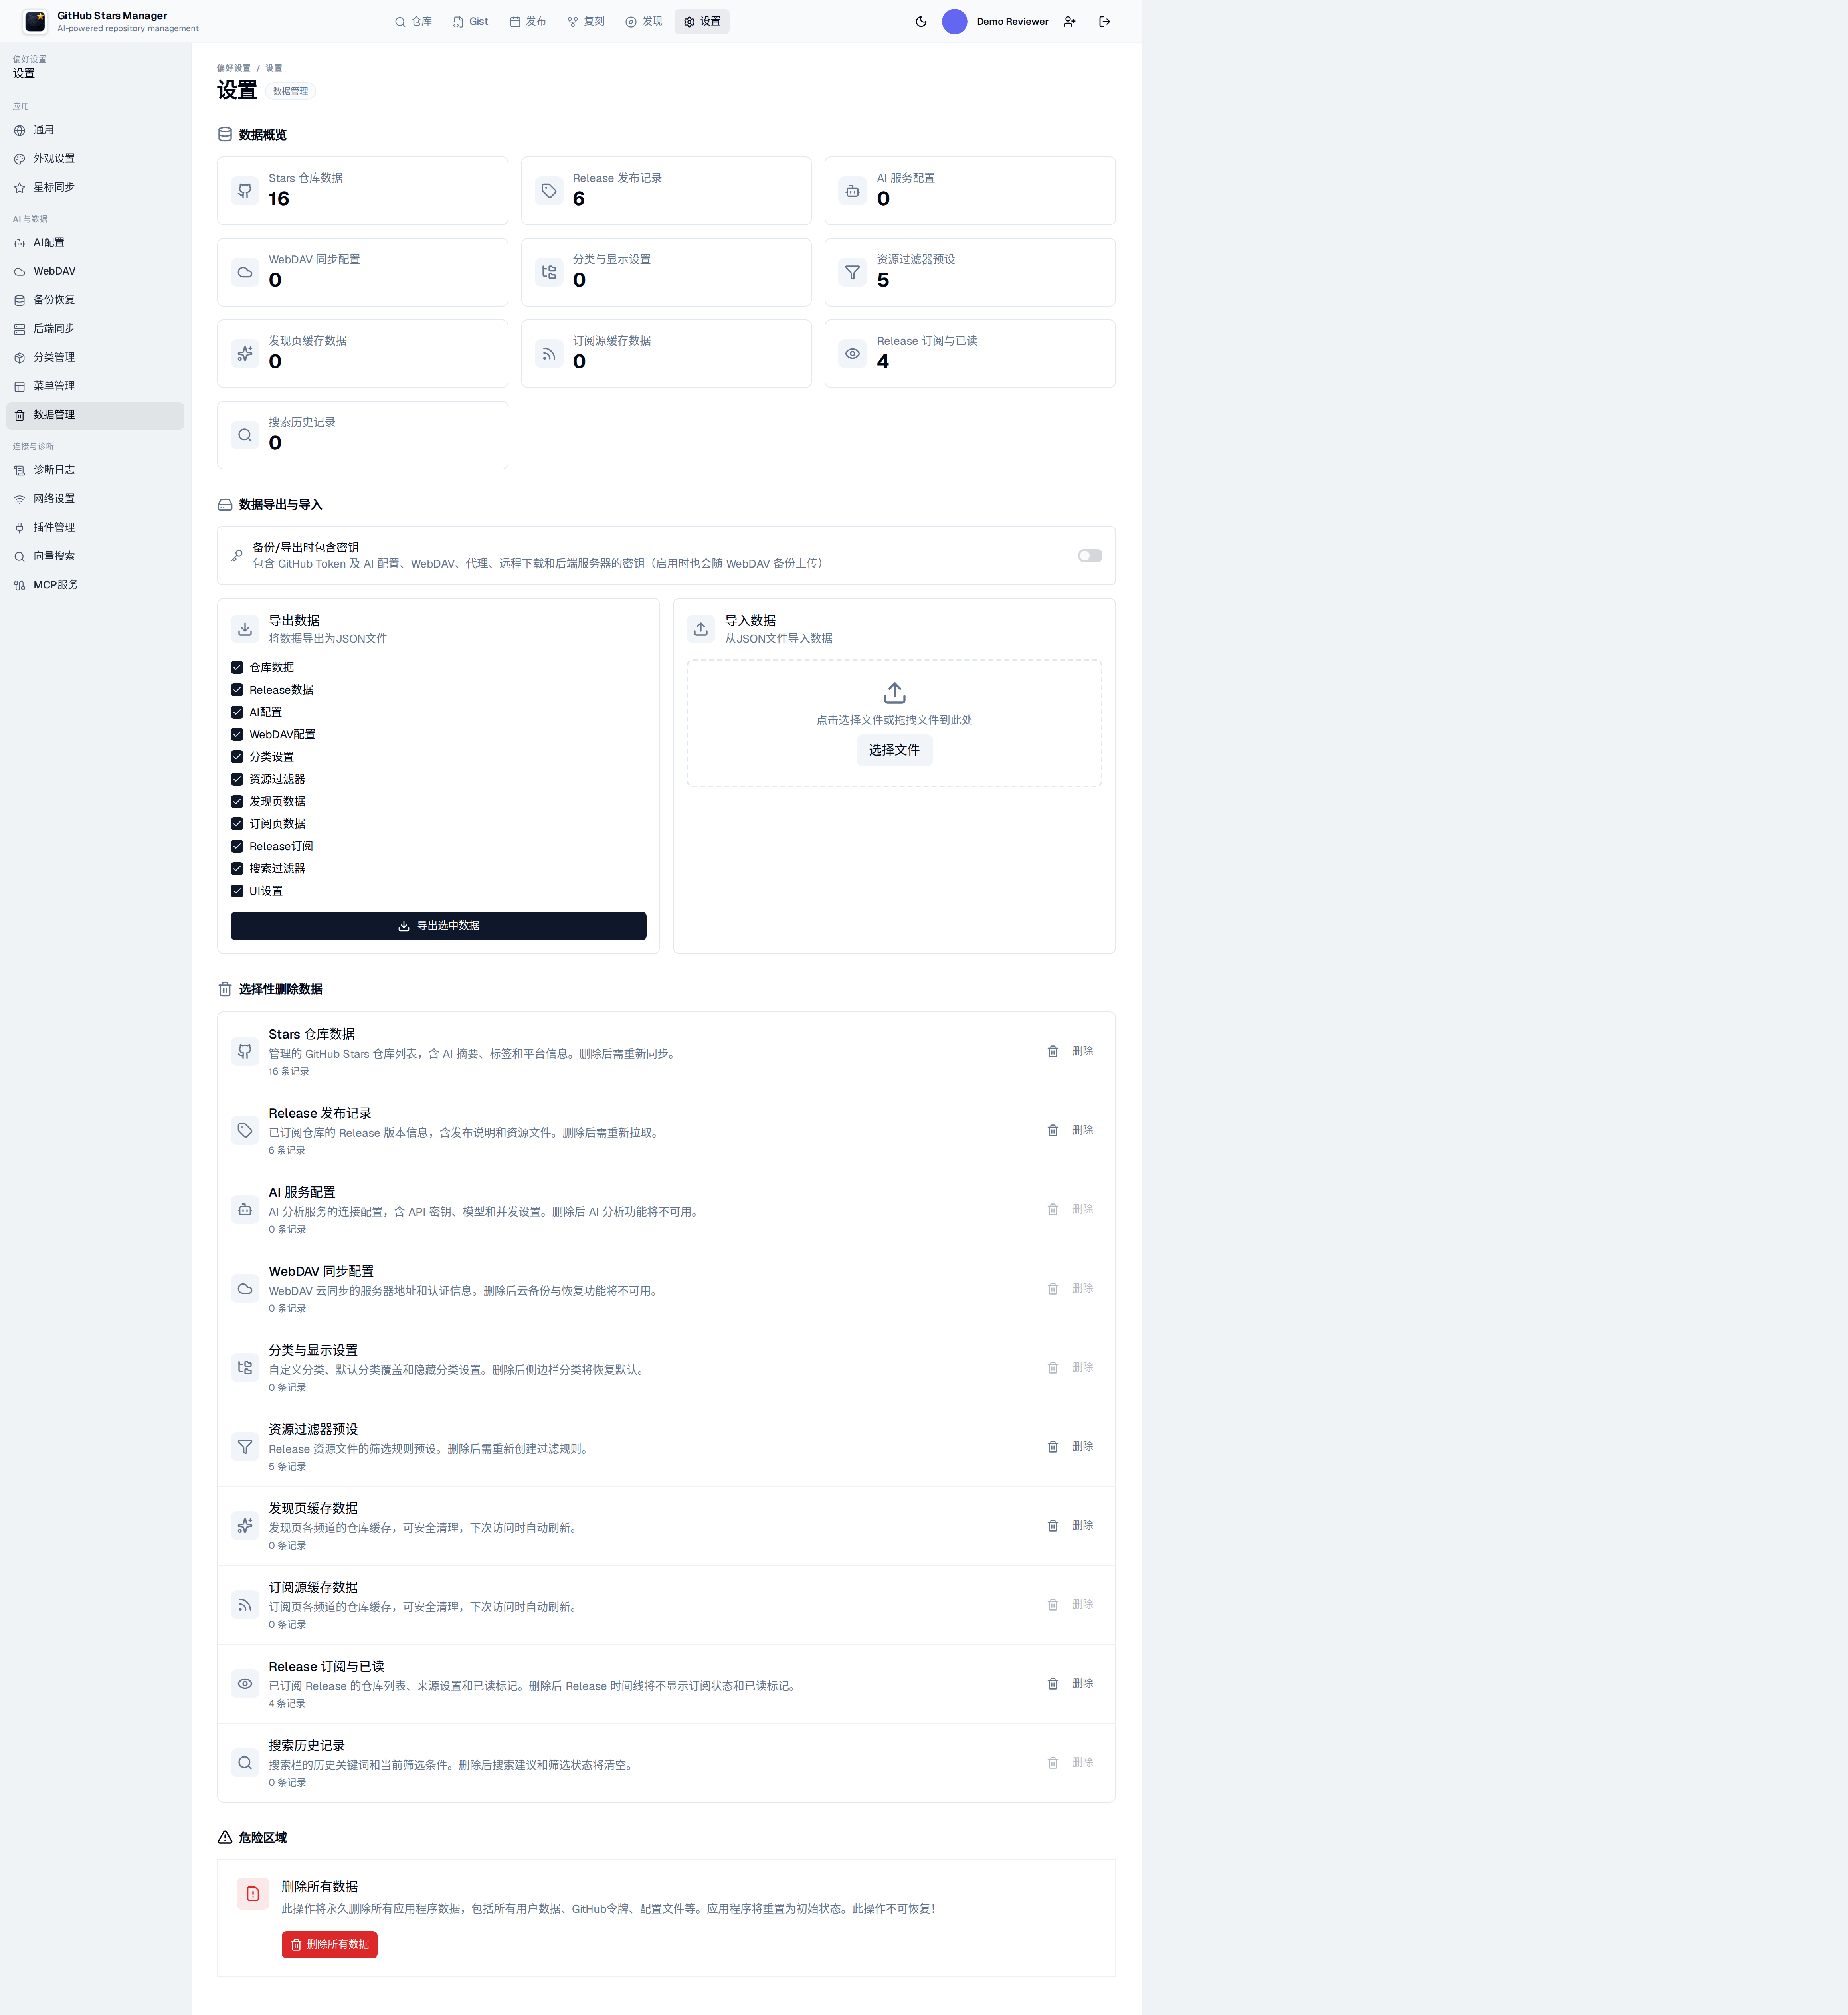 GitHub Stars Manager
AI-powered repository management
仓库
Gist
发布
复刻
发现
设置
Demo Reviewer
偏好设置
设置
应用
通用
外观设置
星标同步
AI 与数据
AI配置
WebDAV
备份恢复
后端同步
分类管理
菜单管理
数据管理
连接与诊断
诊断日志
网络设置
插件管理
向量搜索
MCP服务
偏好设置 / 设置
设置
数据管理
数据概览
Stars 仓库数据
16
Release 发布记录
6
AI 服务配置
0
WebDAV 同步配置
0
分类与显示设置
0
资源过滤器预设
5
发现页缓存数据
0
订阅源缓存数据
0
Release 订阅与已读
4
搜索历史记录
0
数据导出与导入
备份/导出时包含密钥
包含 GitHub Token 及 AI 配置、WebDAV、代理、远程下载和后端服务器的密钥（启用时也会随 WebDAV 备份上传）
导出数据
将数据导出为JSON文件
仓库数据
Release数据
AI配置
WebDAV配置
分类设置
资源过滤器
发现页数据
订阅页数据
Release订阅
搜索过滤器
UI设置
导出选中数据
导入数据
从JSON文件导入数据
点击选择文件或拖拽文件到此处
选择文件
选择性删除数据
Stars 仓库数据
管理的 GitHub Stars 仓库列表，含 AI 摘要、标签和平台信息。删除后需重新同步。
16 条记录
删除
Release 发布记录
已订阅仓库的 Release 版本信息，含发布说明和资源文件。删除后需重新拉取。
6 条记录
删除
AI 服务配置
AI 分析服务的连接配置，含 API 密钥、模型和并发设置。删除后 AI 分析功能将不可用。
0 条记录
删除
WebDAV 同步配置
WebDAV 云同步的服务器地址和认证信息。删除后云备份与恢复功能将不可用。
0 条记录
删除
分类与显示设置
自定义分类、默认分类覆盖和隐藏分类设置。删除后侧边栏分类将恢复默认。
0 条记录
删除
资源过滤器预设
Release 资源文件的筛选规则预设。删除后需重新创建过滤规则。
5 条记录
删除
发现页缓存数据
发现页各频道的仓库缓存，可安全清理，下次访问时自动刷新。
0 条记录
删除
订阅源缓存数据
订阅页各频道的仓库缓存，可安全清理，下次访问时自动刷新。
0 条记录
删除
Release 订阅与已读
已订阅 Release 的仓库列表、来源设置和已读标记。删除后 Release 时间线将不显示订阅状态和已读标记。
4 条记录
删除
搜索历史记录
搜索栏的历史关键词和当前筛选条件。删除后搜索建议和筛选状态将清空。
0 条记录
删除
危险区域
删除所有数据
此操作将永久删除所有应用程序数据，包括所有用户数据、GitHub令牌、配置文件等。应用程序将重置为初始状态。此操作不可恢复！
删除所有数据